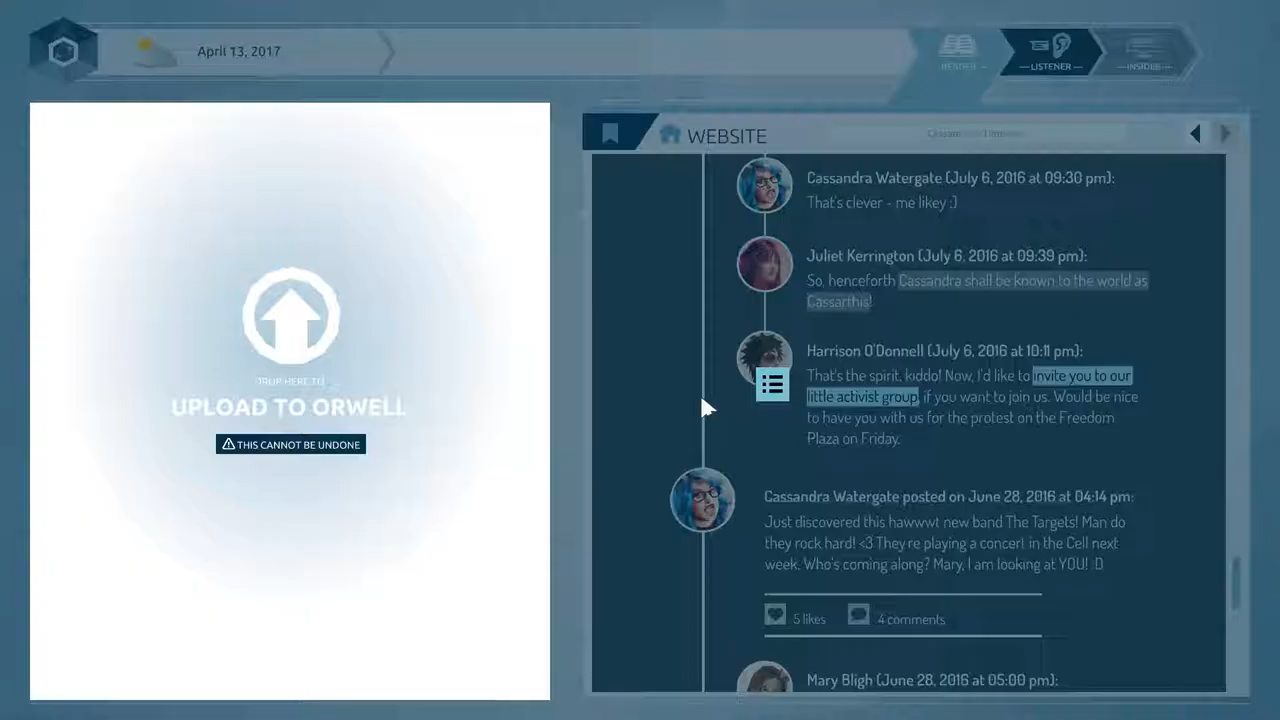 April 13, 2017
READER
LISTENER
INSIDER
WEBSITE
Cassandra Watergate (July 6, 2016 at 09:30 pm):
That's clever - me likey :)
Juliet Kerrington (July 6, 2016 at 09:39 pm):
So, henceforth Cassandra shall be known to the world as
Cassarthis!
Harrison O'Donnell (July 6, 2016 at 10:11 pm):
That's the spirit, kiddo! Now, I'd like to invite you to our
little activist group, if you want to join us. Would be nice
to have you with us for the protest on the Freedom
Plaza on Friday.
Cassandra Watergate posted on June 28, 2016 at 04:14 pm:
Just discovered this hawwwt new band The Targets! Man do
they rock hard! <3 They're playing a concert in the Cell next
week. Who's coming along? Mary, I am looking at YOU! :D
5 likes
4 comments
Mary Bligh (June 28, 2016 at 05:00 pm):
DROP HERE TO
UPLOAD TO ORWELL
THIS CANNOT BE UNDONE